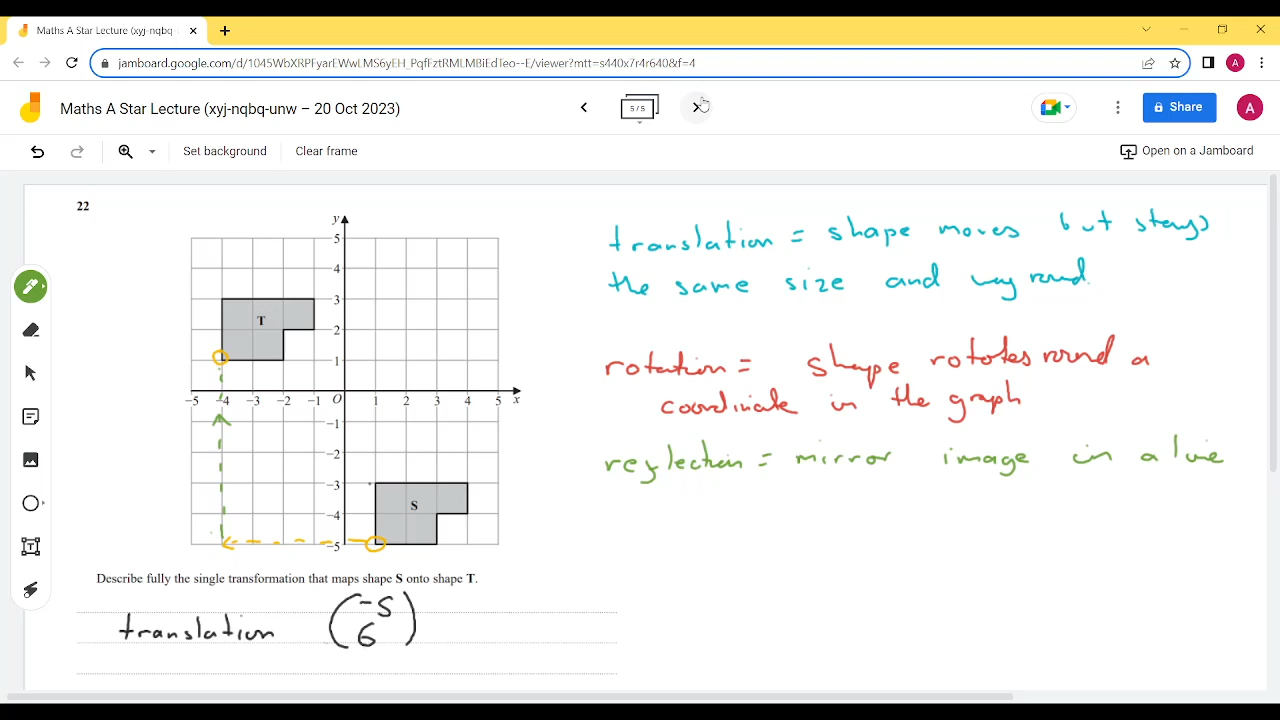 Maths A Star Lecture (xyj-nqbq
jamboard.google.com/d/1045WbXRPFyarEWwLMS6yEH_PqfFztRMLMBiEdTeo--E/viewer?mtt=s440x7r4r640&f=4
A
Maths A Star Lecture (xyj-nqbq-unw – 20 Oct 2023)
5/5
Share
A
Set background
Clear frame
Open on a Jamboard
22
y
5
4
3
2
1
T
-5 -4 -3 -2 -1 O 1 2 3 4 5 x
-1
-2
-3
-4
-5
S
Describe fully the single transformation that maps shape S onto shape T.
translation (-5
6)
translation = shape moves but stays
the same size and way round
rotation = shape rotates round a
coordinate in the graph
reflection = mirror image in a line